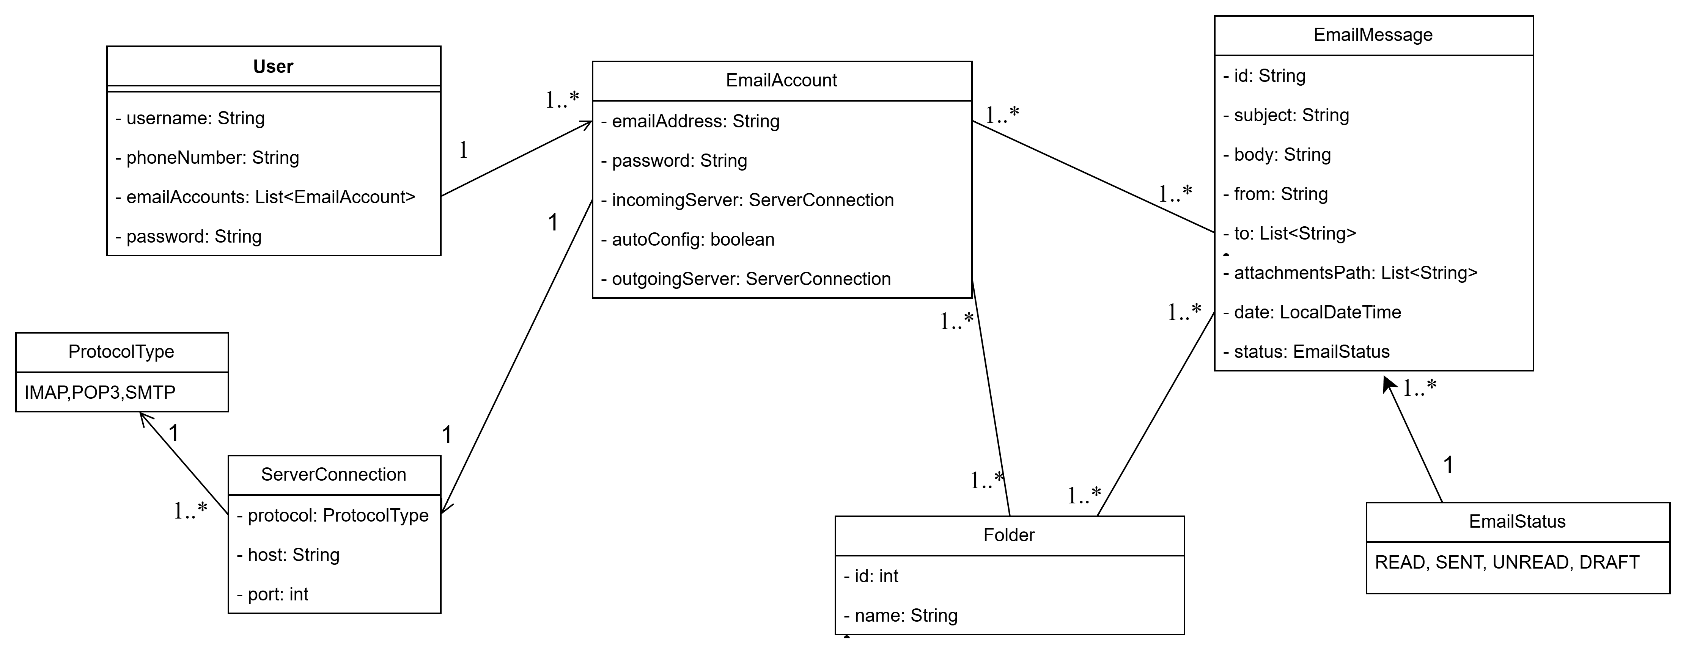 User
- username: String
- phoneNumber: String
- emailAccounts: List<EmailAccount>
- password: String
1
1..*
EmailAccount
- emailAddress: String
- password: String
- incomingServer: ServerConnection
- autoConfig: boolean
- outgoingServer: ServerConnection
1..*
1..*
EmailMessage
- id: String
- subject: String
- body: String
- from: String
- to: List<String>
- attachmentsPath: List<String>
- date: LocalDateTime
- status: EmailStatus
1
1
1..*
1..*
1..*
1..*
1..*
1
ProtocolType
IMAP,POP3,SMTP
1
1..*
ServerConnection
- protocol: ProtocolType
- host: String
- port: int
Folder
- id: int
- name: String
EmailStatus
READ, SENT, UNREAD, DRAFT